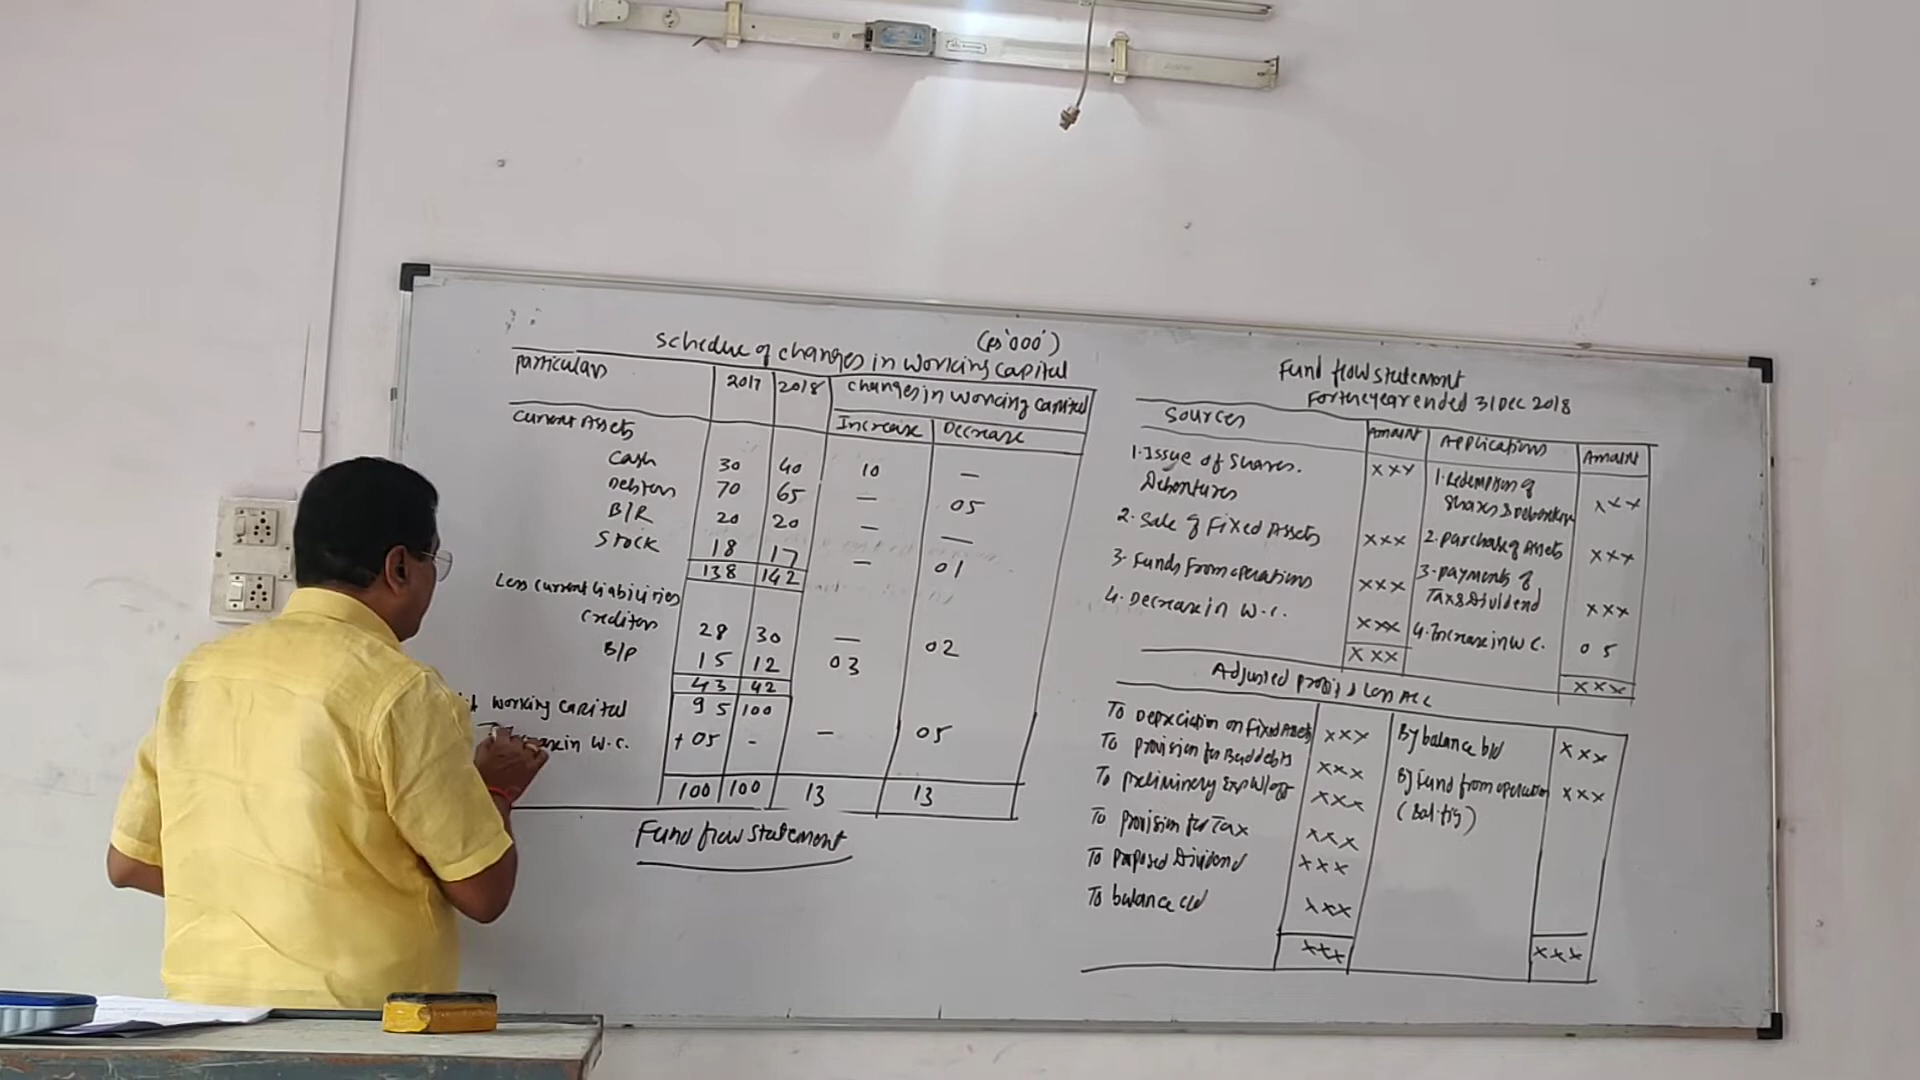 (Rs '000')
Schedule of changes in Working Capital
Particulars 2017 2018 Changes in Working Capital
Increase Decrease
Current Assets
Cash 30 40 10 —
Debtors 70 65 — 05
B/R 20 20 — —
Stock 18 17 — 01
138 142
Less Current Liabilities
Creditors 28 30 — 02
B/P 15 12 03
43 42
Working Capital 95 100
in W.C. + 05 - — 05
100 100 13 13
Fund flow statement
Fund flow statement
For the year ended 31 Dec 2018
Sources Amount Applications Amount
1. Issue of Shares. xxx 1. Redemption of
Debentures Shares & Debenture xxx
2. Sale of Fixed Assets xxx 2. Purchase of Assets xxx
3. Funds from operations xxx 3. payments of
Tax & Dividend xxx
4. Decrease in W.C. xxx 4. Increase in W C. 0 5
xxx xxx
Adjusted profit & Loss Acc
To Depreciation on Fixed Assets xxx By balance b/d xxx
To provision for Bad debts xxx By Fund from operation xxx
To preliminery Exp W/off xxx (Bal. fig)
To provision for Tax xxx
To proposed Dividend xxx
To balance c/d xxx
xxx xxx